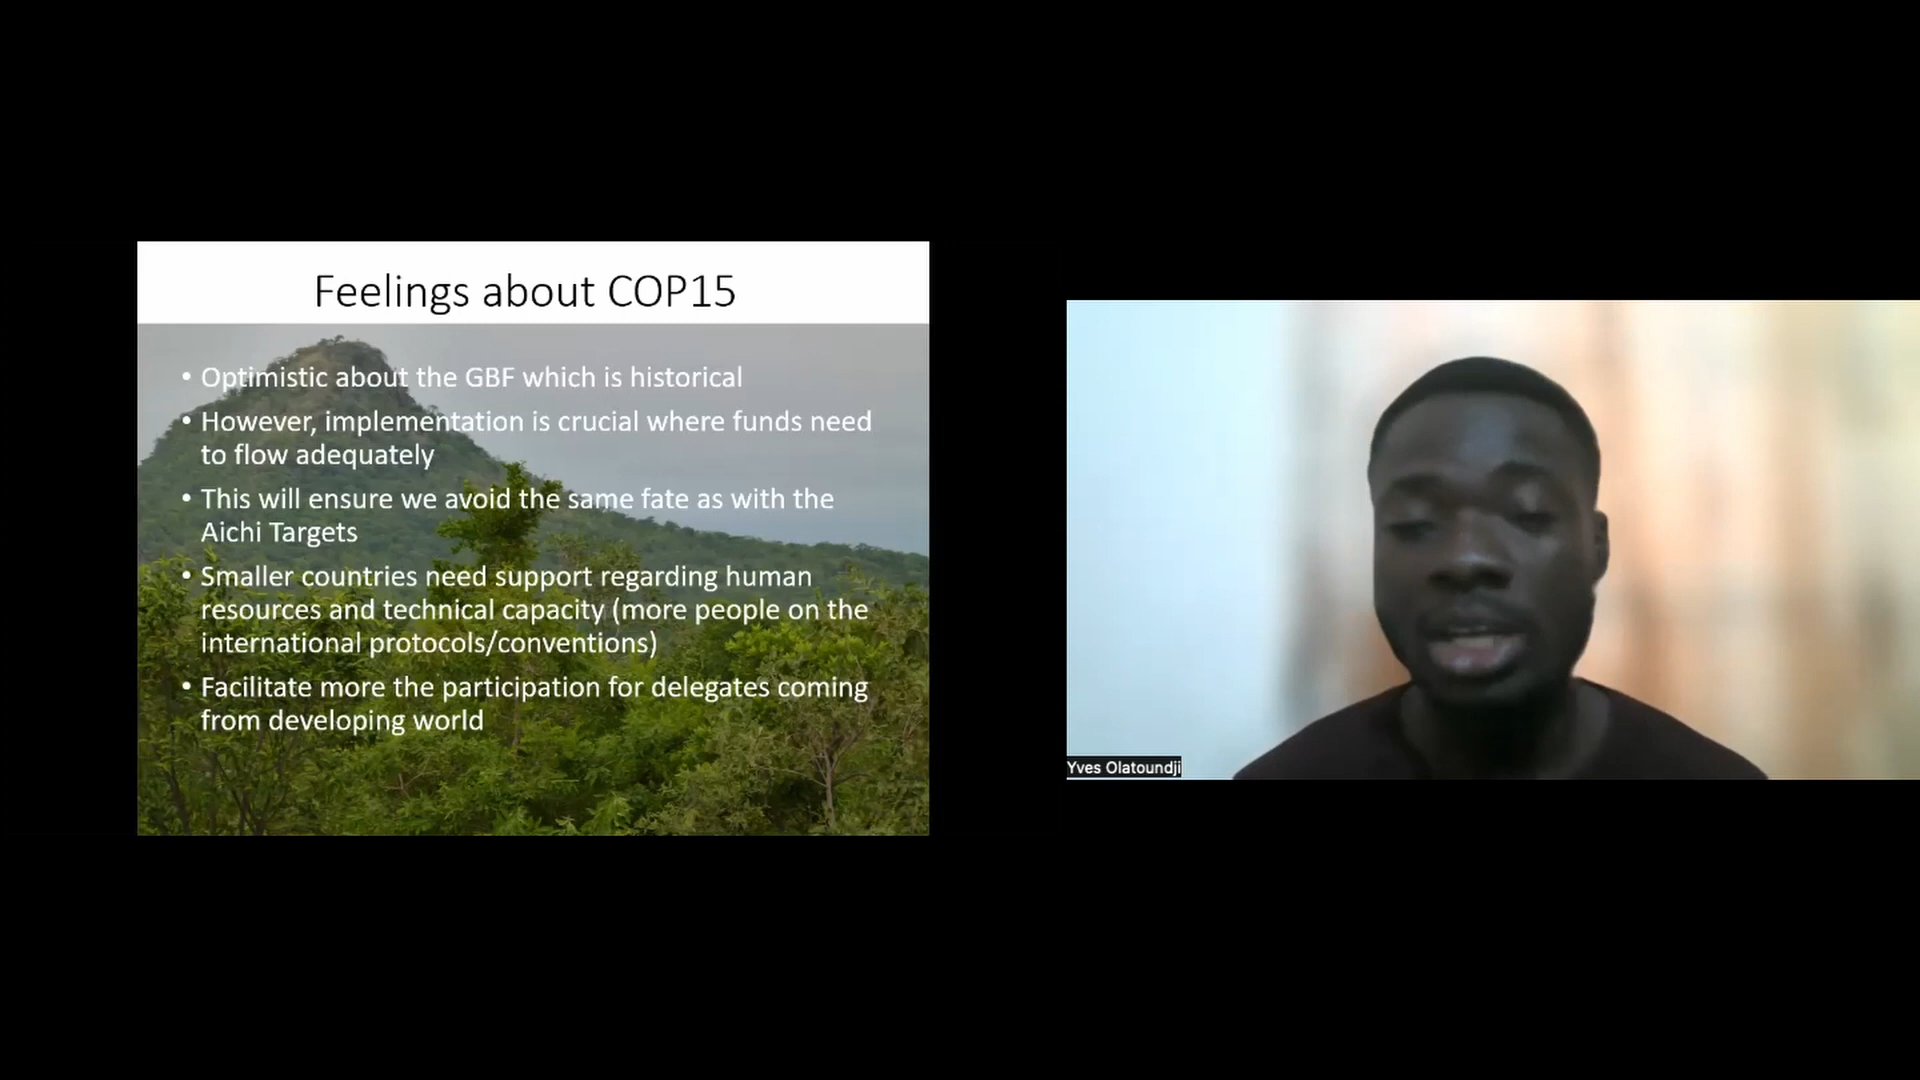 Feelings about COP15
• Optimistic about the GBF which is historical
• However, implementation is crucial where funds need
to flow adequately
• This will ensure we avoid the same fate as with the
Aichi Targets
• Smaller countries need support regarding human
resources and technical capacity (more people on the
international protocols/conventions)
• Facilitate more the participation for delegates coming
from developing world
Yves Olatoundji